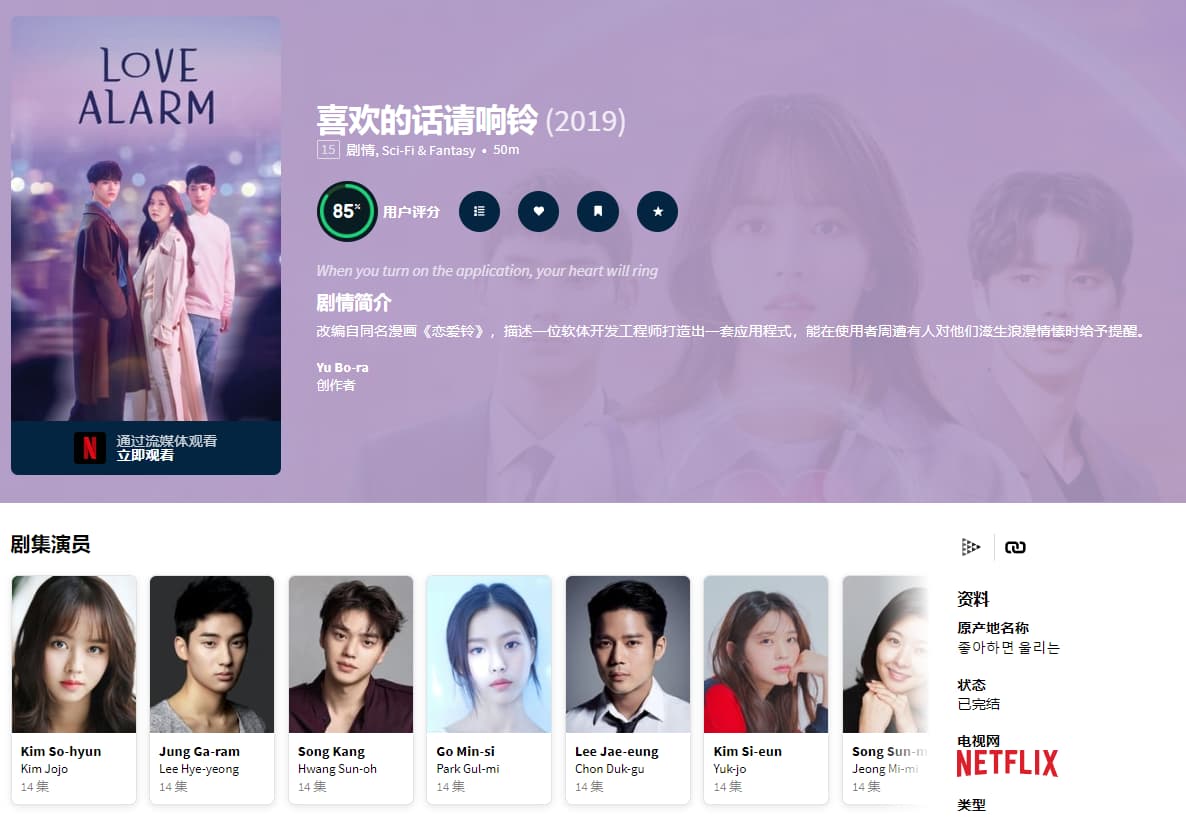 LOVE
ALARM
通过流媒体观看
立即观看
喜欢的话请响铃 (2019)
15 剧情, Sci-Fi & Fantasy • 50m
85% 用户评分
When you turn on the application, your heart will ring
剧情简介
改编自同名漫画《恋爱铃》，描述一位软体开发工程师打造出一套应用程式，能在使用者周遭有人对他们滋生浪漫情愫时给予提醒。
Yu Bo-ra
创作者
剧集演员
Kim So-hyun
Kim Jojo
14 集
Jung Ga-ram
Lee Hye-yeong
14 集
Song Kang
Hwang Sun-oh
14 集
Go Min-si
Park Gul-mi
14 集
Lee Jae-eung
Chon Duk-gu
14 集
Kim Si-eun
Yuk-jo
14 集
Song Sun-m
Jeong Mi-mi
14 集
资料
原产地名称
좋아하면 울리는
状态
已完结
电视网
NETFLIX
类型